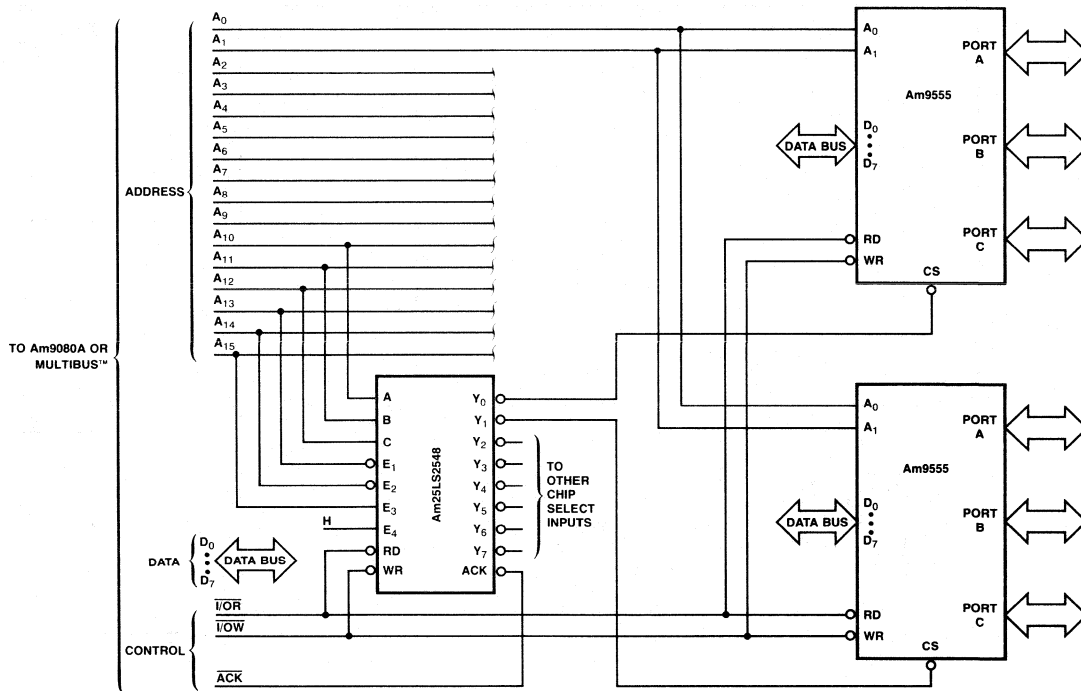 TO Am9080A OR
MULTIBUS™
ADDRESS
A0
A1
A2
A3
A4
A5
A6
A7
A8
A9
A10
A11
A12
A13
A14
A15
DATA
D0
D7
DATA BUS
CONTROL
I/OR
I/OW
ACK
H
Am25LS2548
A
B
C
E1
E2
E3
E4
RD
WR
Y0
Y1
Y2
Y3
Y4
Y5
Y6
Y7
ACK
TO
OTHER
CHIP
SELECT
INPUTS
A0
A1
Am9555
D0
D7
DATA BUS
RD
WR
CS
PORT
A
PORT
B
PORT
C
A0
A1
Am9555
D0
D7
DATA BUS
RD
WR
CS
PORT
A
PORT
B
PORT
C